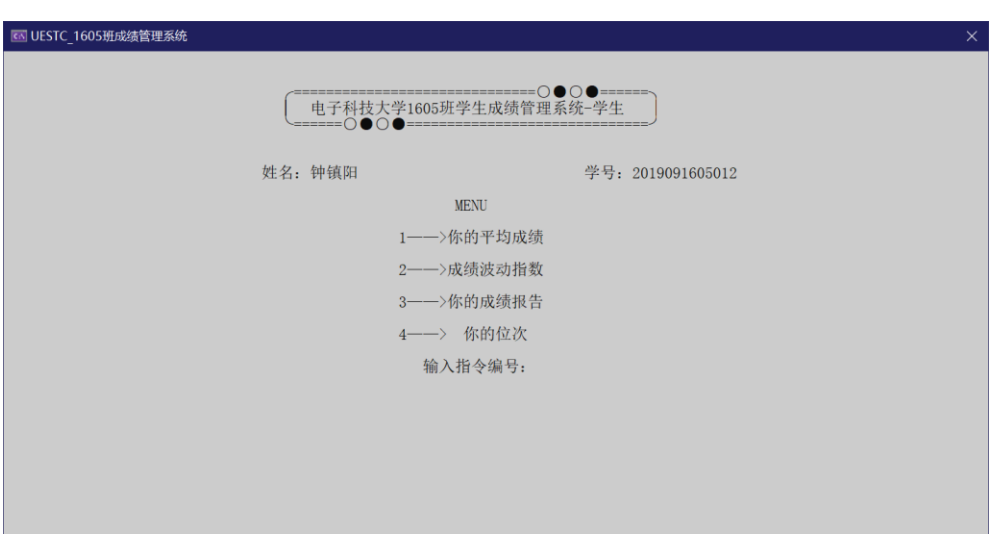 UESTC_1605班成绩管理系统
==============================○●○●======
电子科技大学1605班学生成绩管理系统-学生
======○●○●==============================
姓名：钟镇阳 学号：2019091605012
MENU
1——>你的平均成绩
2——>成绩波动指数
3——>你的成绩报告
4——> 你的位次
输入指令编号：